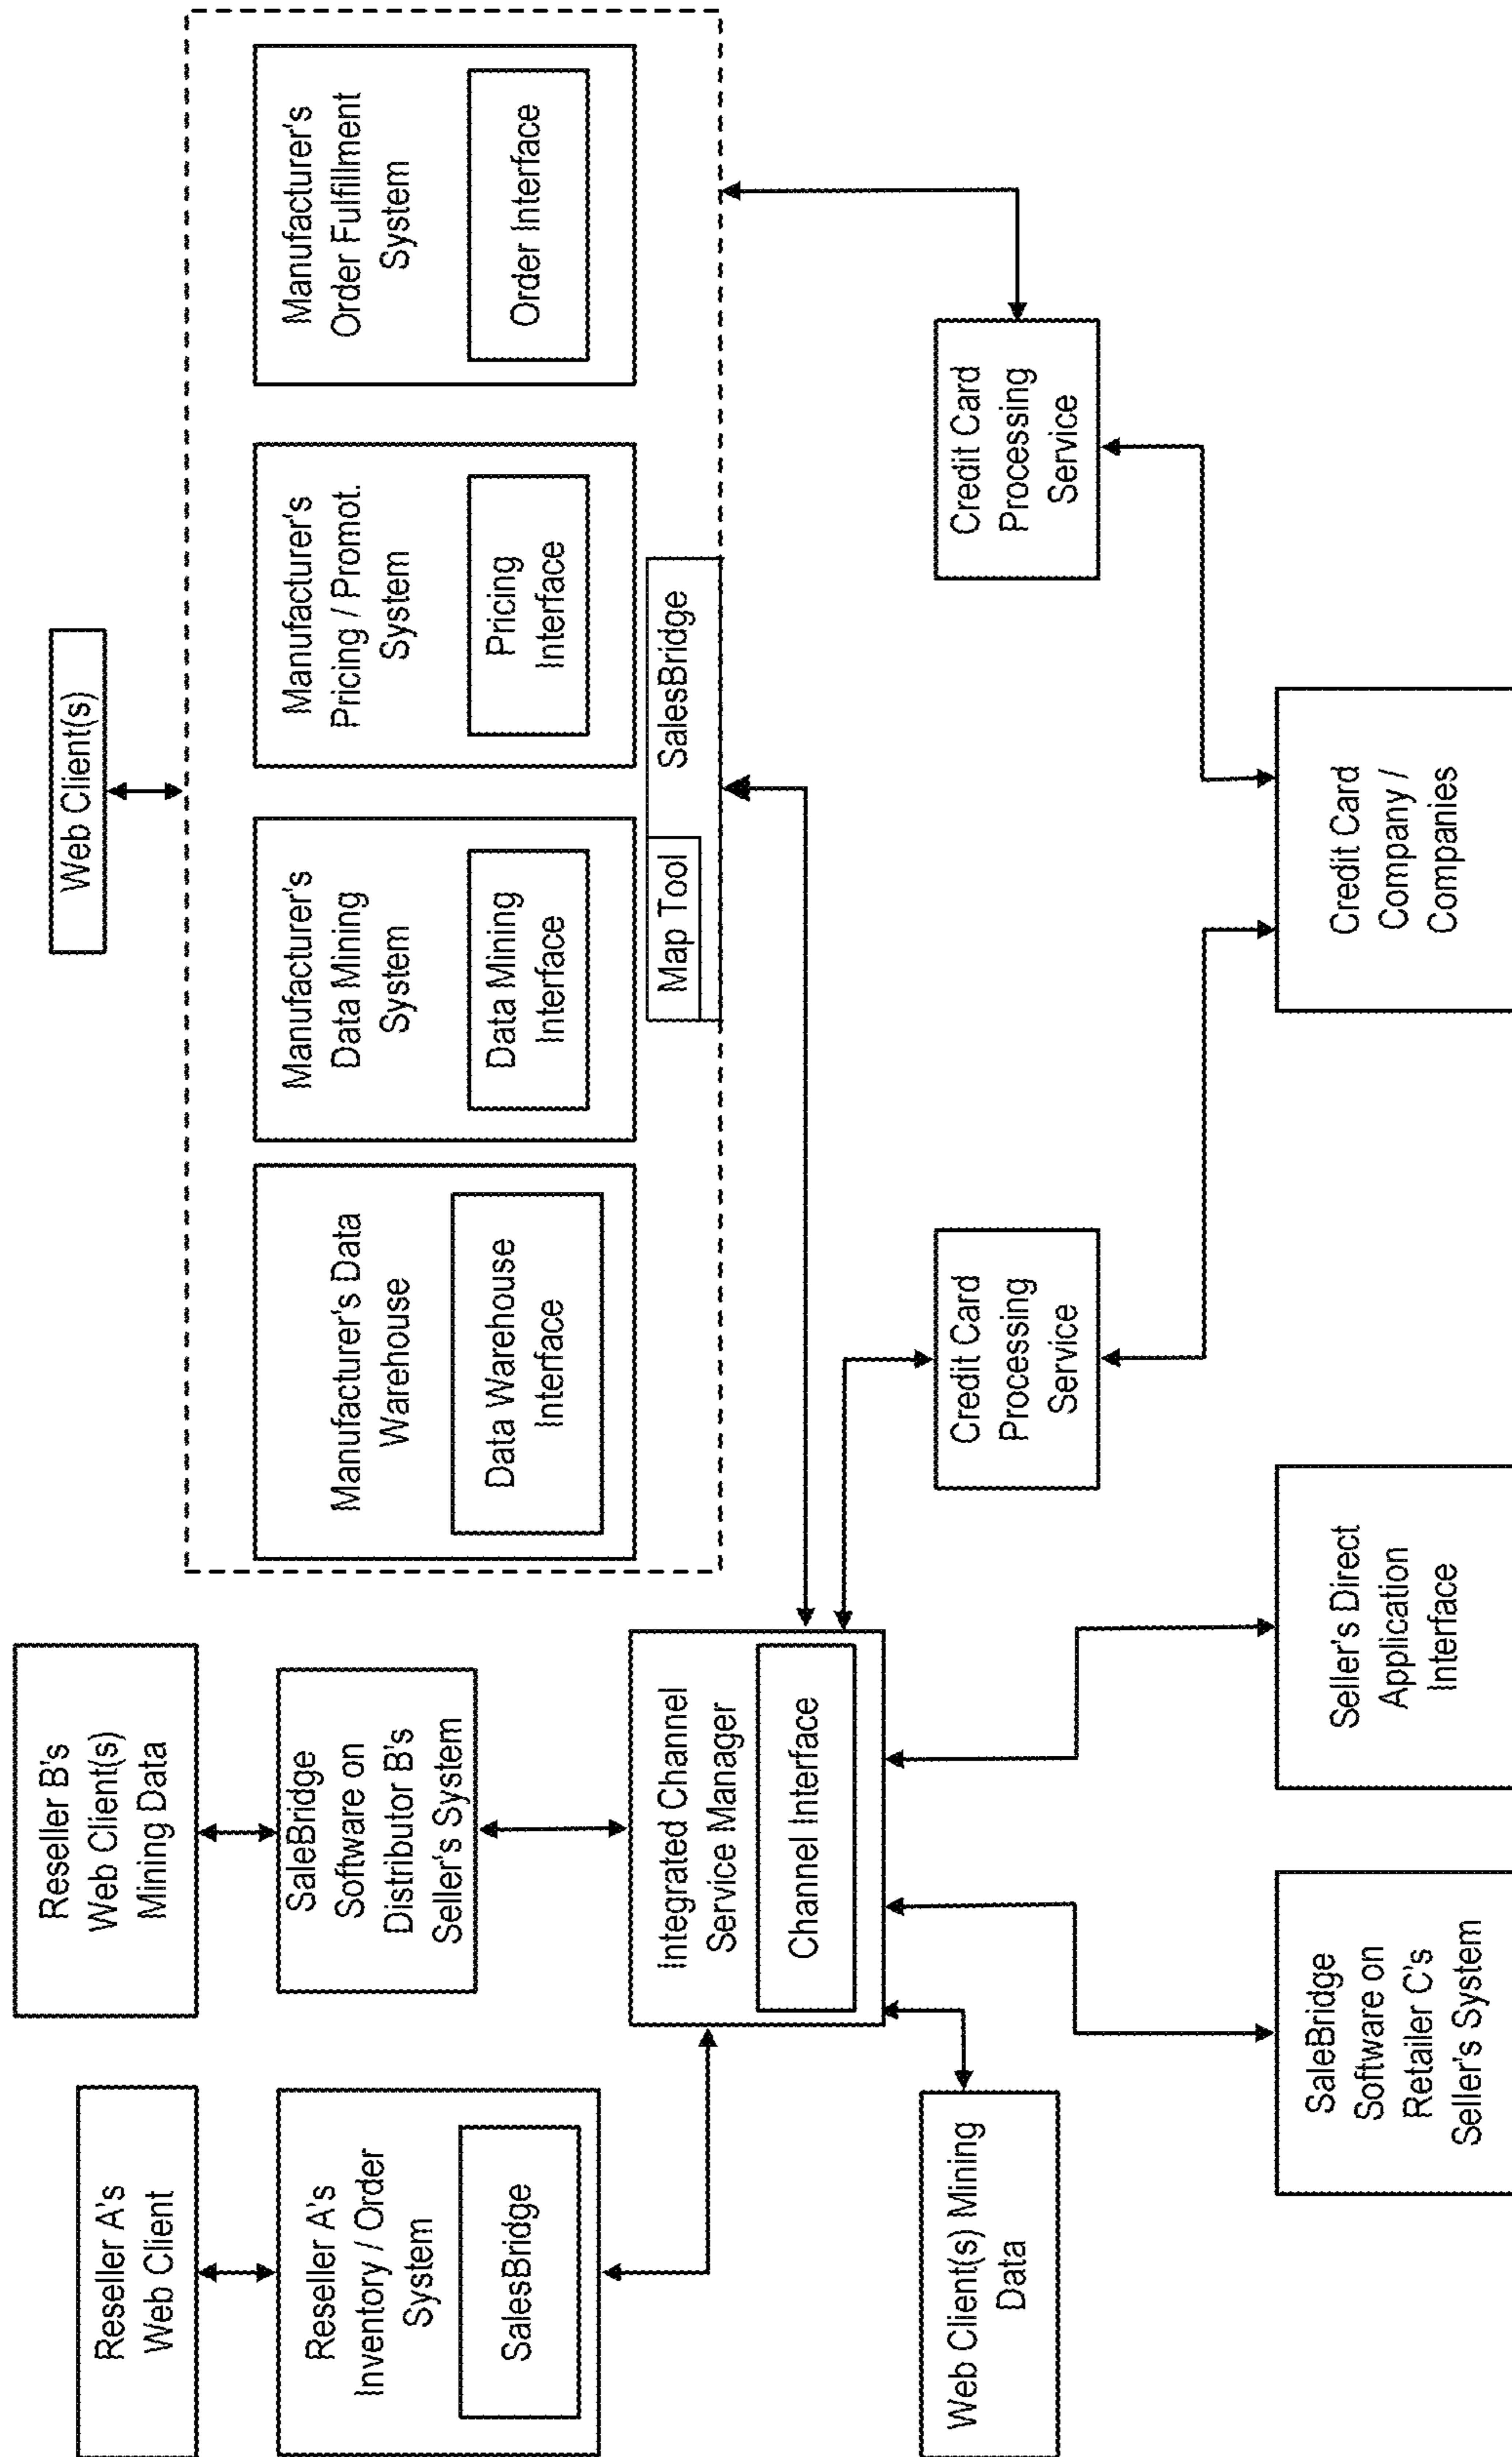 Reseller A's
Web Client
Reseller A's
Inventory / Order
System
SalesBridge
Web Client(s) Mining
Data
Reseller B's
Web Client(s)
Mining Data
SaleBridge
Software on
Distributor B's
Seller's System
Integrated Channel
Service Manager
Channel Interface
SaleBridge
Software on
Retailer C's
Seller's System
Seller's Direct
Application
Interface
Web Client(s)
Manufacturer's Data
Warehouse
Data Warehouse
Interface
Manufacturer's
Data Mining
System
Data Mining
Interface
Manufacturer's
Pricing / Promot.
System
Pricing
Interface
Manufacturer's
Order Fulfillment
System
Order Interface
Map Tool
SalesBridge
Credit Card
Processing
Service
Credit Card
Processing
Service
Credit Card
Company /
Companies